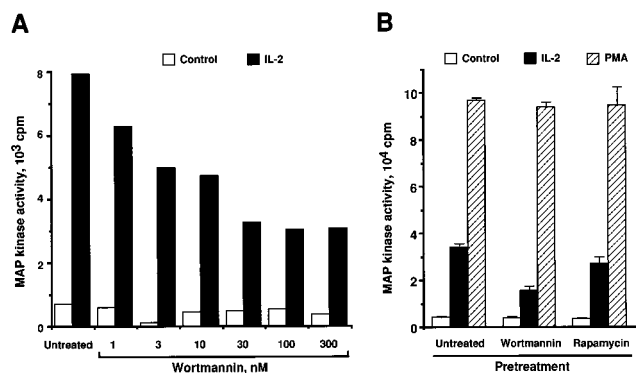 A
Control IL-2
MAP kinase activity, 10³ cpm
8
6
4
2
0
Untreated 1 3 10 30 100 300
Wortmannin, nM
B
Control IL-2 PMA
MAP kinase activity, 10⁴ cpm
10
8
6
4
2
0
Untreated Wortmannin Rapamycin
Pretreatment